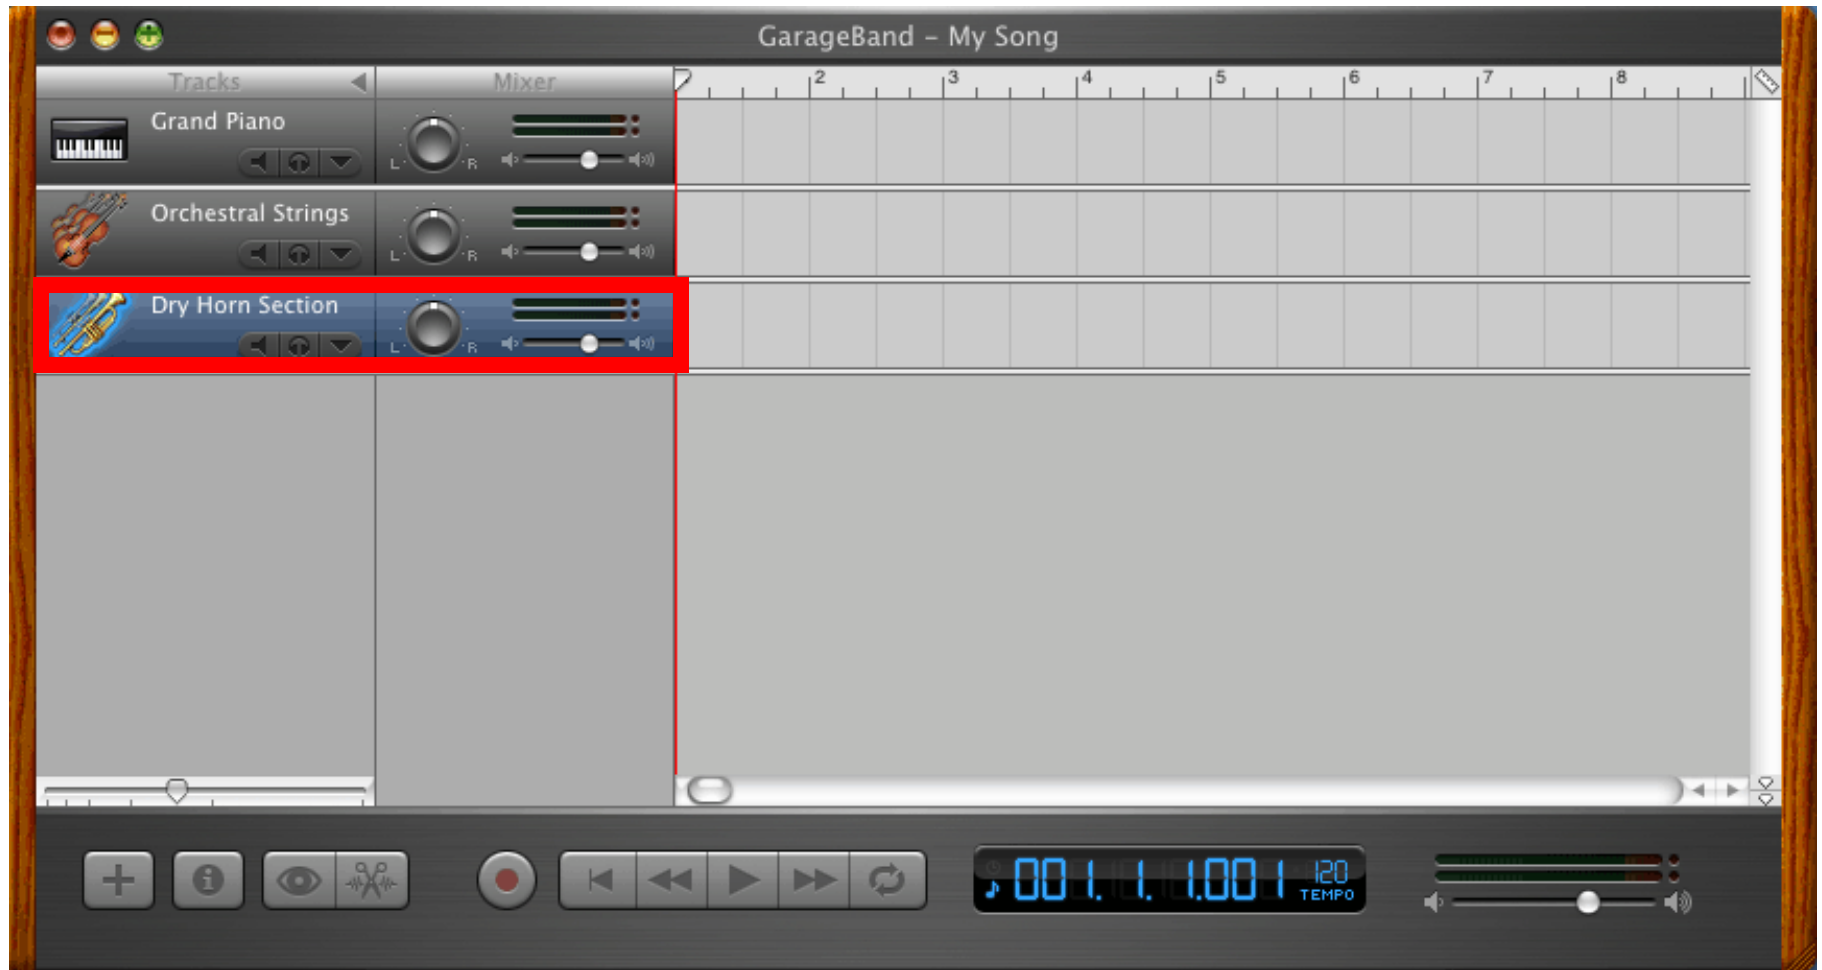 GarageBand – My Song
Tracks Mixer
2 3 4 5 6 7 8
Grand Piano
L R
Orchestral Strings
L R
Dry Horn Section
L R
001. 1. 1.001 120
TEMPO